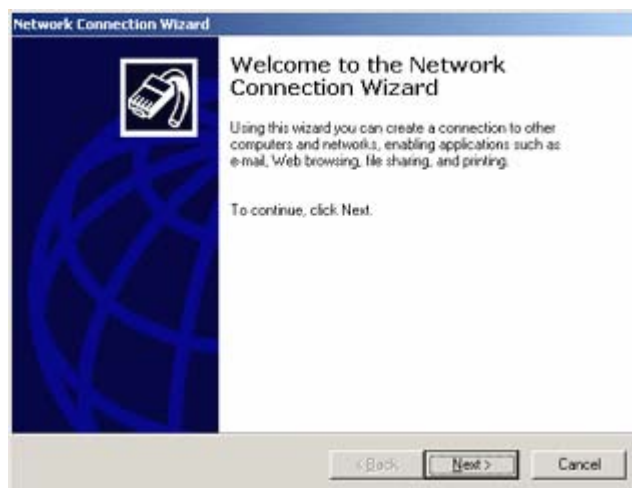 Network Connection Wizard
Welcome to the Network
Connection Wizard
Using this wizard you can create a connection to other
computers and networks, enabling applications such as
e-mail, Web browsing, file sharing, and printing.
To continue, click Next.
< Back
Next >
Cancel